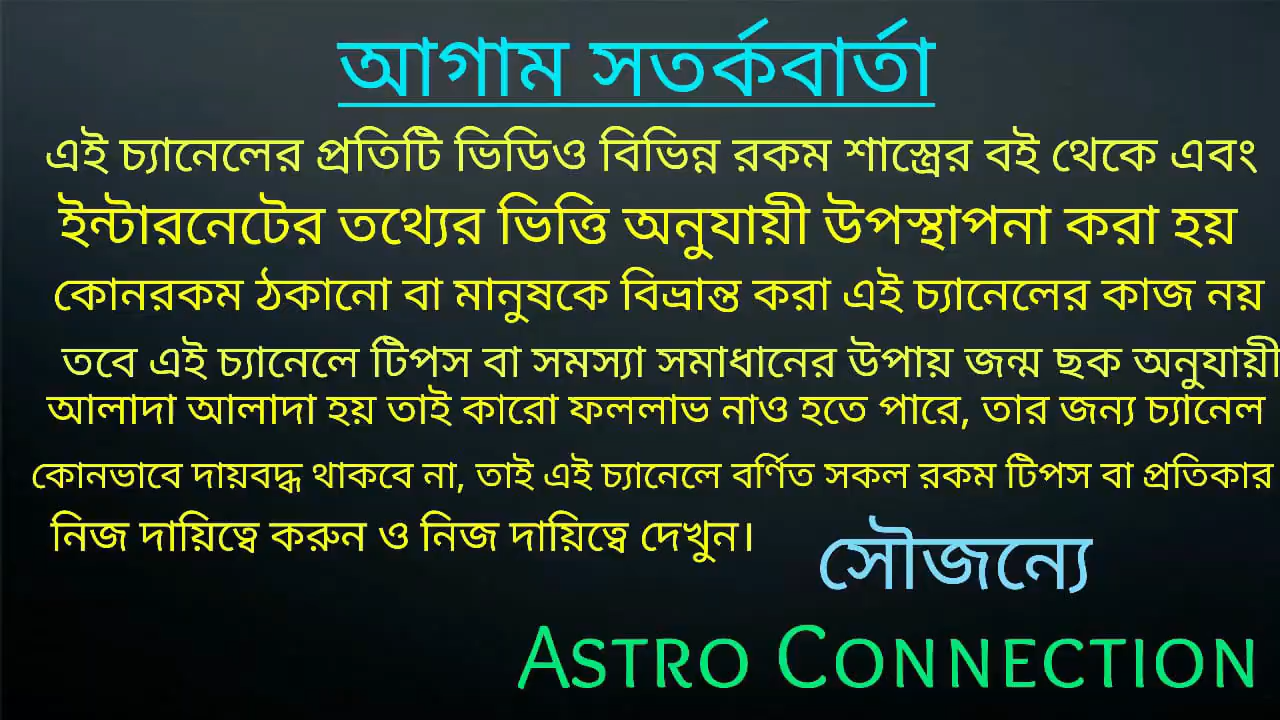 আগাম সতর্কবার্তা
এই চ্যানেলের প্রতিটি ভিডিও বিভিন্ন রকম শাস্ত্রের বই থেকে এবং
ইন্টারনেটের তথ্যের ভিত্তি অনুযায়ী উপস্থাপনা করা হয়
কোনরকম ঠকানো বা মানুষকে বিভ্রান্ত করা এই চ্যানেলের কাজ নয়
তবে এই চ্যানেলে টিপস বা সমস্যা সমাধানের উপায় জন্ম ছক অনুযায়ী
আলাদা আলাদা হয় তাই কারো ফললাভ নাও হতে পারে, তার জন্য চ্যানেল
কোনভাবে দায়বদ্ধ থাকবে না, তাই এই চ্যানেলে বর্ণিত সকল রকম টিপস বা প্রতিকার
নিজ দায়িত্বে করুন ও নিজ দায়িত্বে দেখুন।
সৌজন্যে
ASTRO CONNECTION